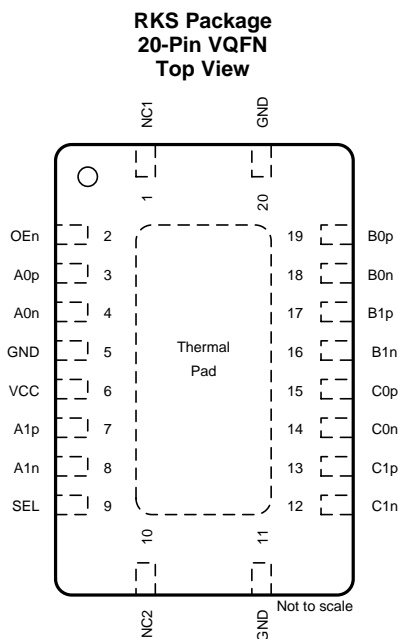 RKS Package
20-Pin VQFN
Top View
NC1
GND
1
20
OEn 2
19 B0p
A0p 3
18 B0n
A0n 4
17 B1p
GND 5
16 B1n
Thermal
Pad
VCC 6
15 C0p
A1p 7
14 C0n
A1n 8
13 C1p
SEL 9
12 C1n
10
11
NC2
GND
Not to scale